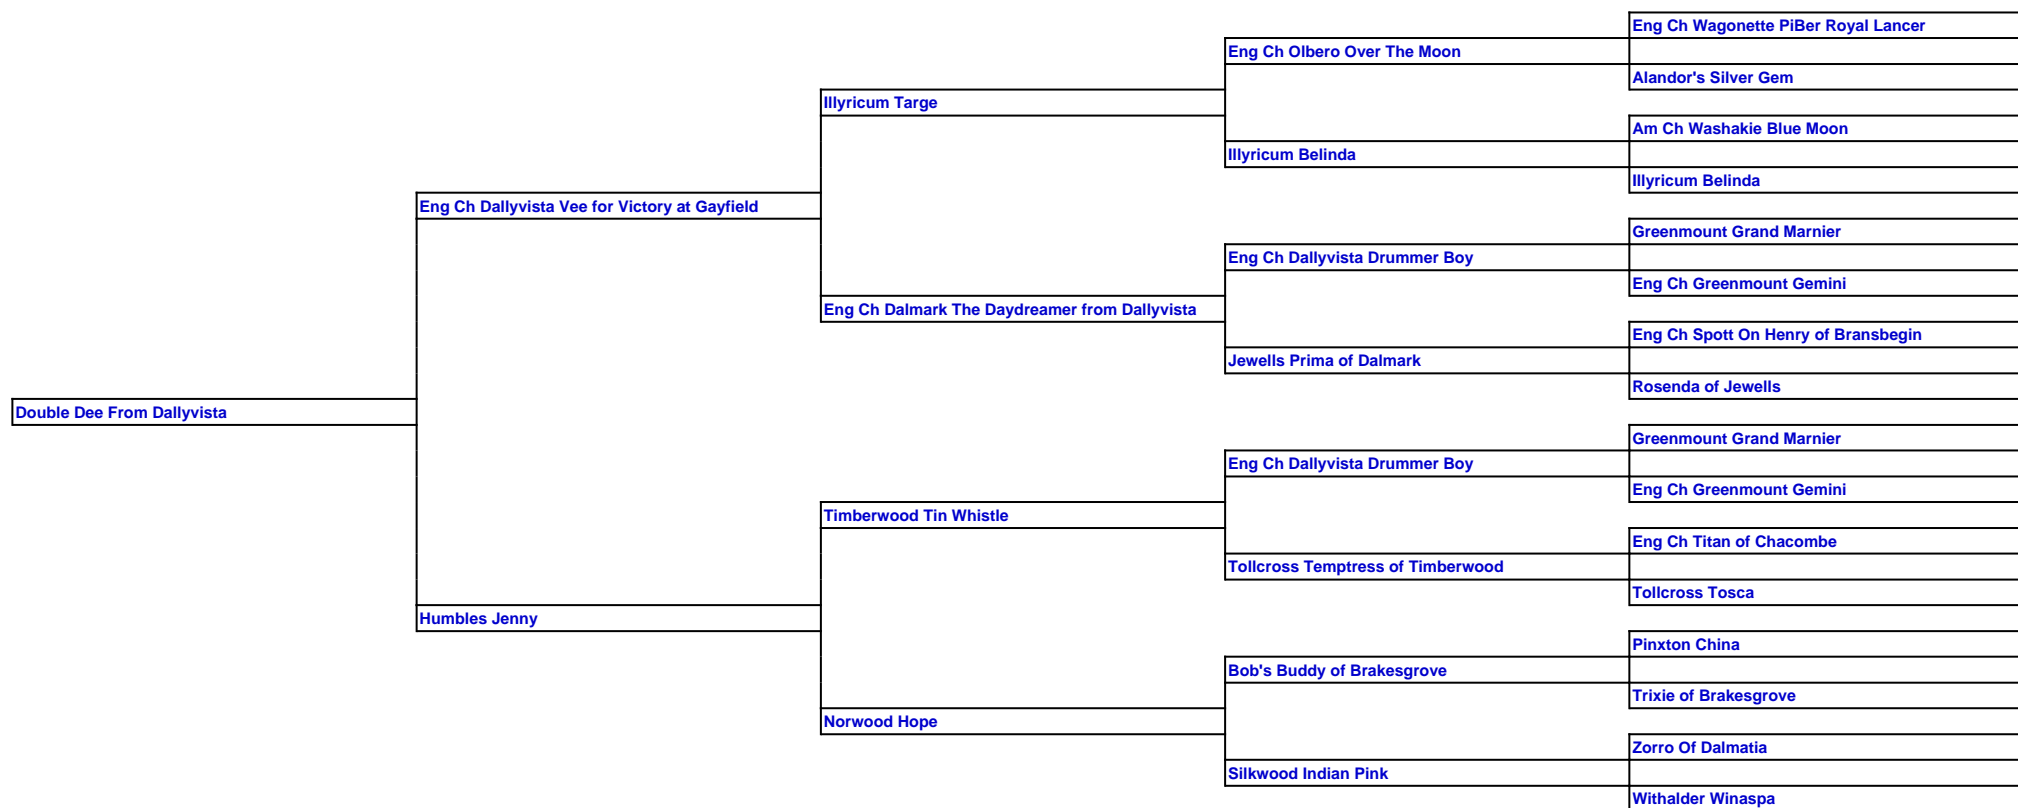 Eng Ch Wagonette PiBer Royal Lancer
Eng Ch Olbero Over The Moon
Alandor's Silver Gem
Illyricum Targe
Am Ch Washakie Blue Moon
Illyricum Belinda
Illyricum Belinda
Eng Ch Dallyvista Vee for Victory at Gayfield
Greenmount Grand Marnier
Eng Ch Dallyvista Drummer Boy
Eng Ch Greenmount Gemini
Eng Ch Dalmark The Daydreamer from Dallyvista
Eng Ch Spott On Henry of Bransbegin
Jewells Prima of Dalmark
Rosenda of Jewells
Double Dee From Dallyvista
Greenmount Grand Marnier
Eng Ch Dallyvista Drummer Boy
Eng Ch Greenmount Gemini
Timberwood Tin Whistle
Eng Ch Titan of Chacombe
Tollcross Temptress of Timberwood
Tollcross Tosca
Humbles Jenny
Pinxton China
Bob's Buddy of Brakesgrove
Trixie of Brakesgrove
Norwood Hope
Zorro Of Dalmatia
Silkwood Indian Pink
Withalder Winaspa